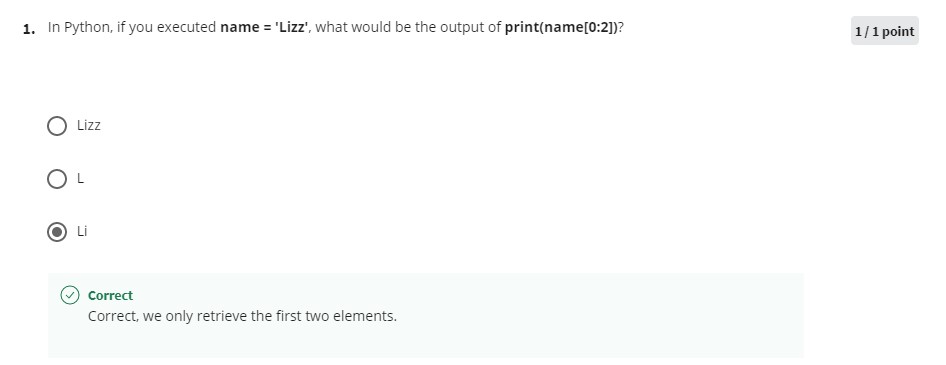 1. In Python, if you executed name = 'Lizz', what would be the output of print(name[0:2])?
1 / 1 point
Lizz
L
Li
Correct
Correct, we only retrieve the first two elements.